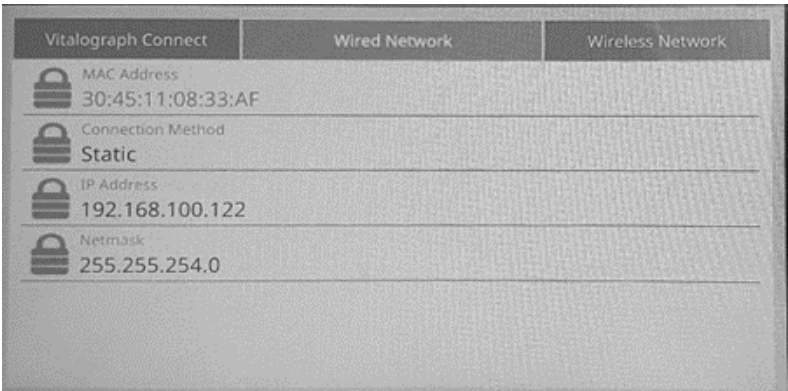 Vitalograph Connect
Wired Network
Wireless Network
MAC Address
30:45:11:08:33:AF
Connection Method
Static
IP Address
192.168.100.122
Netmask
255.255.254.0